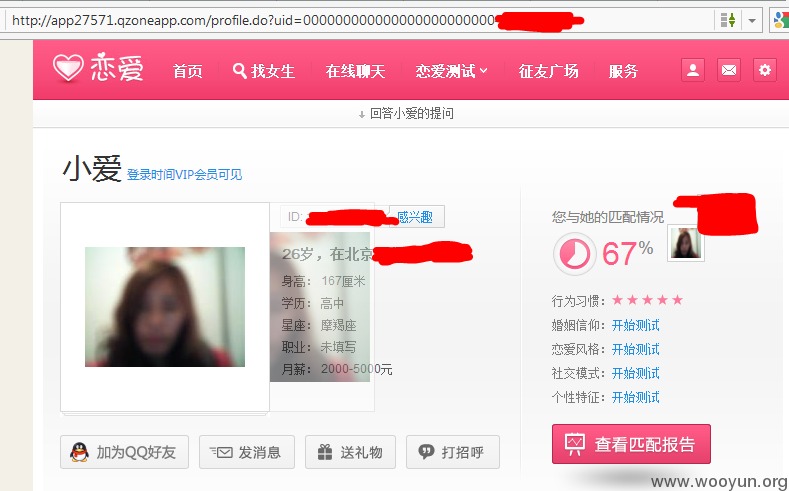 http://app27571.qzoneapp.com/profile.do?uid=000000000000000000000000
恋爱 首页 找女生 在线聊天 恋爱测试 征友广场 服务
回答小爱的提问
小爱 登录时间VIP会员可见
ID: 感兴趣
26岁，在北京
身高： 167厘米
学历： 高中
星座： 摩羯座
职业： 未填写
月薪： 2000-5000元
加为QQ好友 发消息 送礼物 打招呼
您与她的匹配情况
67%
行为习惯：★★★★★
婚姻信仰：开始测试
恋爱风格：开始测试
社交模式：开始测试
个性特征：开始测试
查看匹配报告
www.wooyun.org